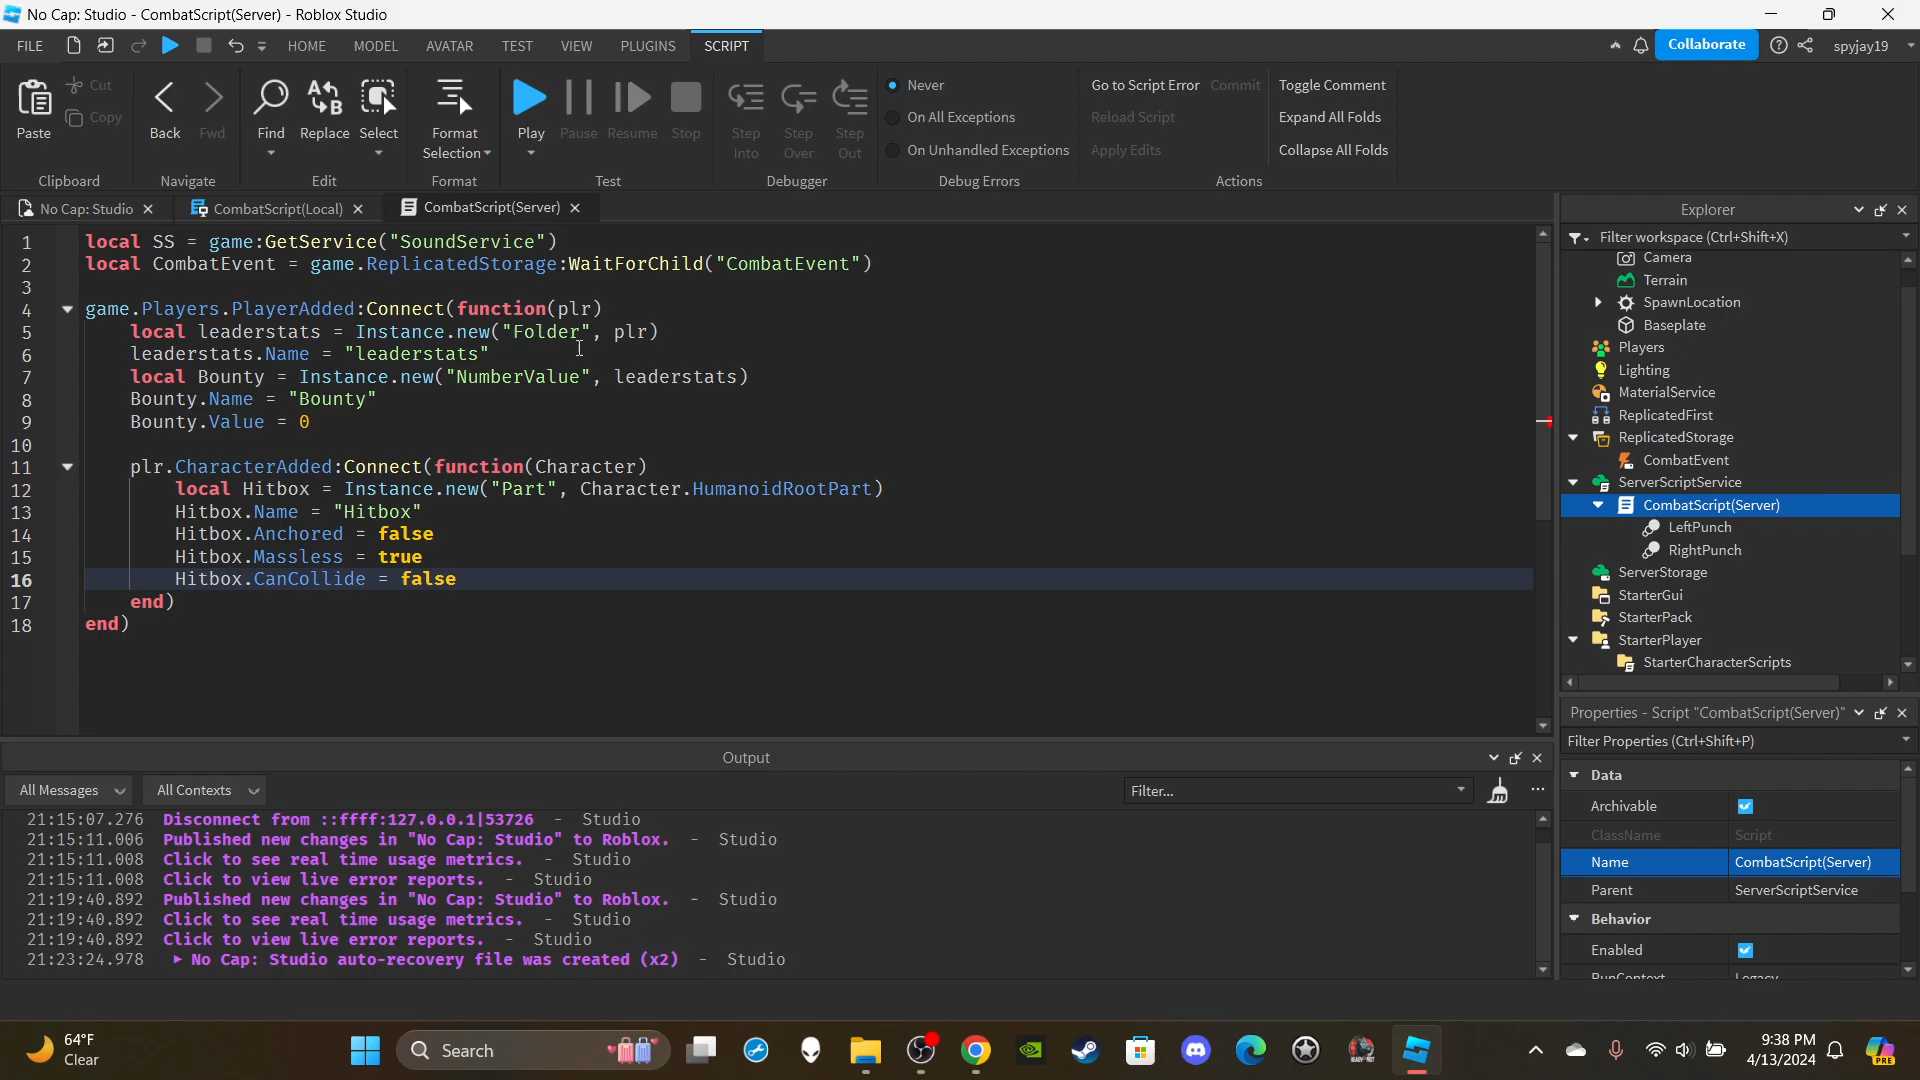 No Cap: Studio - CombatScript(Server) - Roblox Studio
FILE HOME MODEL AVATAR TEST VIEW PLUGINS SCRIPT Collaborate spyjay19
Paste Cut Copy Clipboard
Back Fwd Navigate
Find Replace Select Edit
Format Selection Format
Play Pause Resume Stop Test
Step Into Step Over Step Out Debugger
Never
On All Exceptions
On Unhandled Exceptions
Debug Errors
Go to Script Error Commit
Reload Script
Apply Edits
Toggle Comment
Expand All Folds
Collapse All Folds
Actions
No Cap: Studio CombatScript(Local) CombatScript(Server)
1 local SS = game:GetService("SoundService")
2 local CombatEvent = game.ReplicatedStorage:WaitForChild("CombatEvent")
3
4 game.Players.PlayerAdded:Connect(function(plr)
5 local leaderstats = Instance.new("Folder", plr)
6 leaderstats.Name = "leaderstats"
7 local Bounty = Instance.new("NumberValue", leaderstats)
8 Bounty.Name = "Bounty"
9 Bounty.Value = 0
10
11 plr.CharacterAdded:Connect(function(Character)
12 local Hitbox = Instance.new("Part", Character.HumanoidRootPart)
13 Hitbox.Name = "Hitbox"
14 Hitbox.Anchored = false
15 Hitbox.Massless = true
16 Hitbox.CanCollide = false
17 end)
18 end)
Explorer
Filter workspace (Ctrl+Shift+X)
Camera
Terrain
SpawnLocation
Baseplate
Players
Lighting
MaterialService
ReplicatedFirst
ReplicatedStorage
CombatEvent
ServerScriptService
CombatScript(Server)
LeftPunch
RightPunch
ServerStorage
StarterGui
StarterPack
StarterPlayer
StarterCharacterScripts
Properties - Script "CombatScript(Server)"
Filter Properties (Ctrl+Shift+P)
Data
Archivable
ClassName Script
Name CombatScript(Server)
Parent ServerScriptService
Behavior
Enabled
RunContext Legacy
Output
All Messages All Contexts Filter...
21:15:07.276 Disconnect from ::ffff:127.0.0.1|53726 - Studio
21:15:11.006 Published new changes in "No Cap: Studio" to Roblox. - Studio
21:15:11.008 Click to see real time usage metrics. - Studio
21:15:11.008 Click to view live error reports. - Studio
21:19:40.892 Published new changes in "No Cap: Studio" to Roblox. - Studio
21:19:40.892 Click to see real time usage metrics. - Studio
21:19:40.892 Click to view live error reports. - Studio
21:23:24.978 No Cap: Studio auto-recovery file was created (x2) - Studio
64°F
Clear
Search
9:38 PM
4/13/2024
PRE